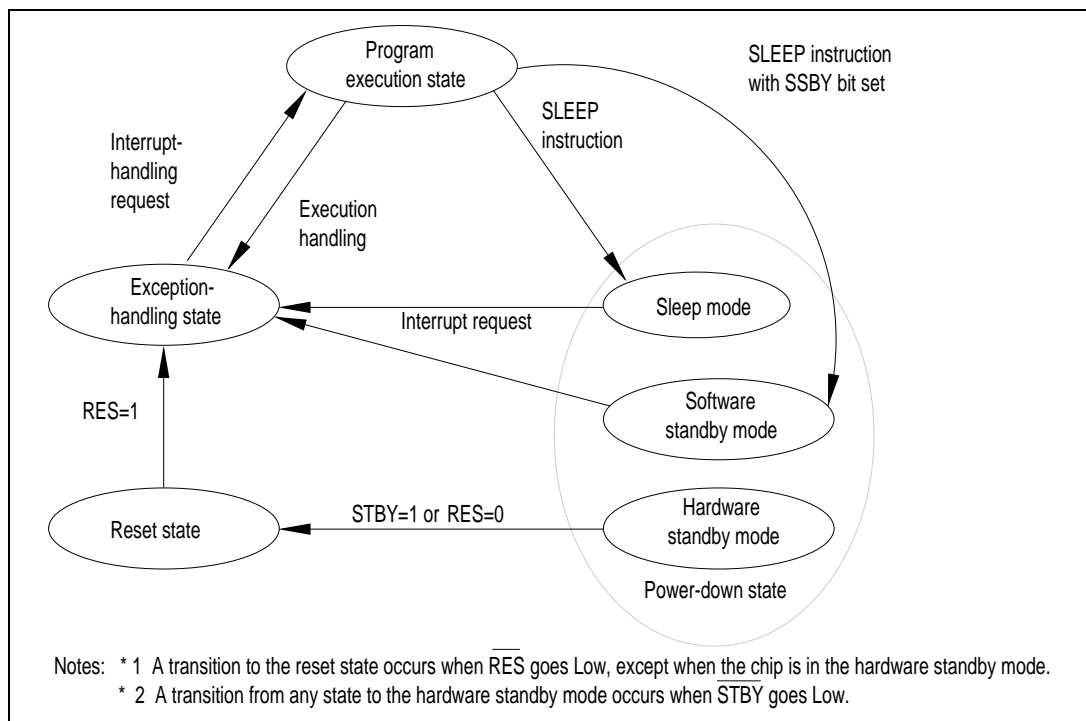 Program
execution state
SLEEP instruction
with SSBY bit set
SLEEP
instruction
Interrupt-
handling
request
Execution
handling
Exception-
handling state
Sleep mode
Interrupt request
RES=1
Software
standby mode
STBY=1 or RES=0
Reset state
Hardware
standby mode
Power-down state
Notes: * 1 A transition to the reset state occurs when R̅E̅S̅ goes Low, except when the chip is in the hardware standby mode.
* 2 A transition from any state to the hardware standby mode occurs when S̅T̅B̅Y̅ goes Low.